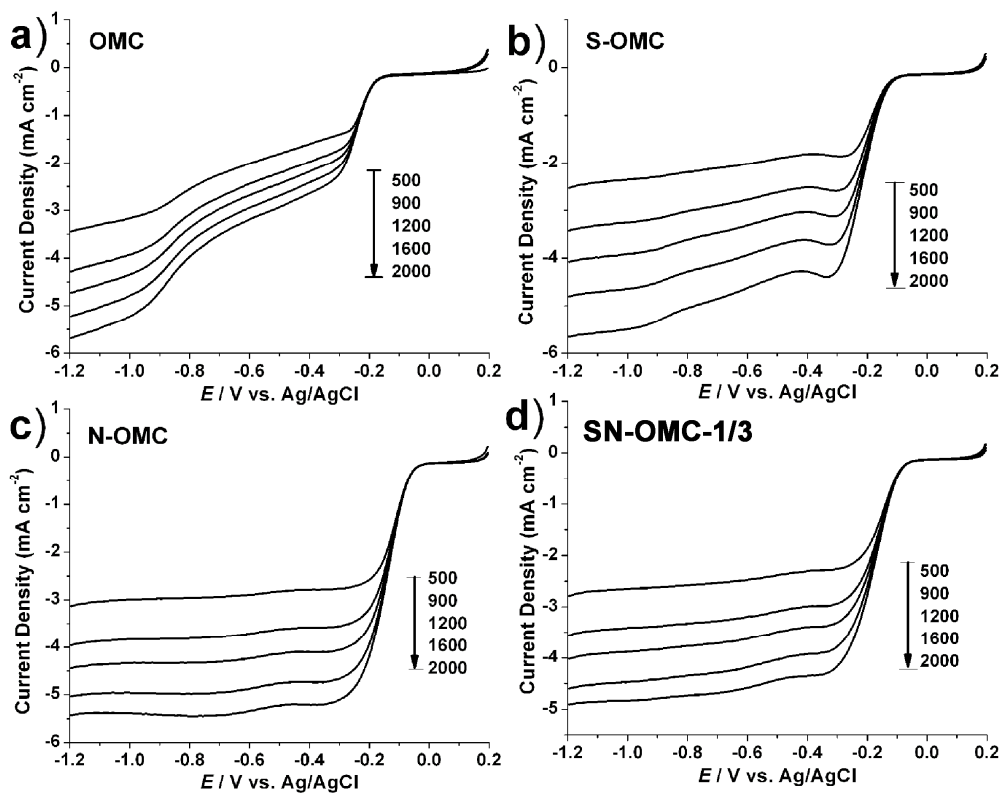 a)
OMC
1
0
-1
-2
-3
-4
-5
-6
Current Density (mA cm-2)
500
900
1200
1600
2000
-1.2 -1.0 -0.8 -0.6 -0.4 -0.2 0.0 0.2
E / V vs. Ag/AgCl
b)
S-OMC
0
-2
-4
-6
Current Density (mA cm-2)
500
900
1200
1600
2000
-1.2 -1.0 -0.8 -0.6 -0.4 -0.2 0.0 0.2
E / V vs. Ag/AgCl
c)
N-OMC
1
0
-1
-2
-3
-4
-5
-6
Current Density (mA cm-2)
500
900
1200
1600
2000
-1.2 -1.0 -0.8 -0.6 -0.4 -0.2 0.0 0.2
E / V vs. Ag/AgCl
d)
SN-OMC-1/3
1
0
-1
-2
-3
-4
-5
Current Density (mA cm-2)
500
900
1200
1600
2000
-1.2 -1.0 -0.8 -0.6 -0.4 -0.2 0.0 0.2
E / V vs. Ag/AgCl